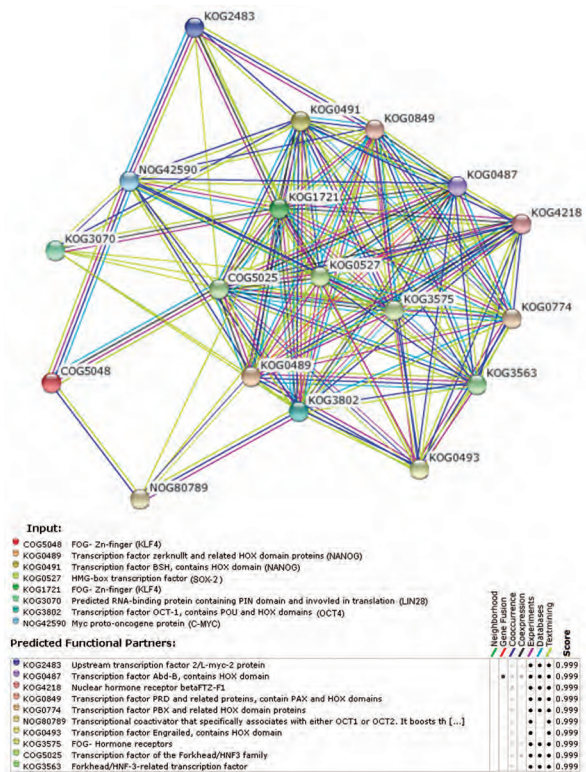 KOG2483
KOG0491
KOG0849
NOG42590
KOG0487
KOG1721
KOG4218
KOG3070
KOG0527
COG5025
KOG3575
KOG0774
KOG0489
COG5048
KOG3563
KOG3802
KOG0493
NOG80789
Input:
COG5048 FOG- Zn-finger (KLF4)
KOG0489 Transcription factor zerknullt and related HOX domain proteins (NANOG)
KOG0491 Transcription factor BSH, contains HOX domain (NANOG)
KOG0527 HMG-box transcription factor (SOX-2)
KOG1721 FOG- Zn-finger (KLF4)
KOG3070 Predicted RNA-binding protein containing PIN domain and invovled in translation (LIN28)
KOG3802 Transcription factor OCT-1, contains POU and HOX domains (OCT4)
NOG42590 Myc proto-oncogene protein (C-MYC)
Predicted Functional Partners:
Neighborhood
Gene Fusion
Cooccurrence
Coexpression
Experiments
Databases
Textmining
Score
KOG2483 Upstream transcription factor 2/L-myc-2 protein 0.999
KOG0487 Transcription factor Abd-B, contains HOX domain 0.999
KOG4218 Nuclear hormone receptor betaFTZ-F1 0.999
KOG0849 Transcription factor PRD and related proteins, contain PAX and HOX domains 0.999
KOG0774 Transcription factor PBX and related HOX domain proteins 0.999
NOG80789 Transcriptional coactivator that specifically associates with either OCT1 or OCT2. It boosts th [...] 0.999
KOG0493 Transcription factor Engrailed, contains HOX domain 0.999
KOG3575 FOG- Hormone receptors 0.999
COG5025 Transcription factor of the Forkhead/HNF3 family 0.999
KOG3563 Forkhead/HNF-3-related transcription factor 0.999